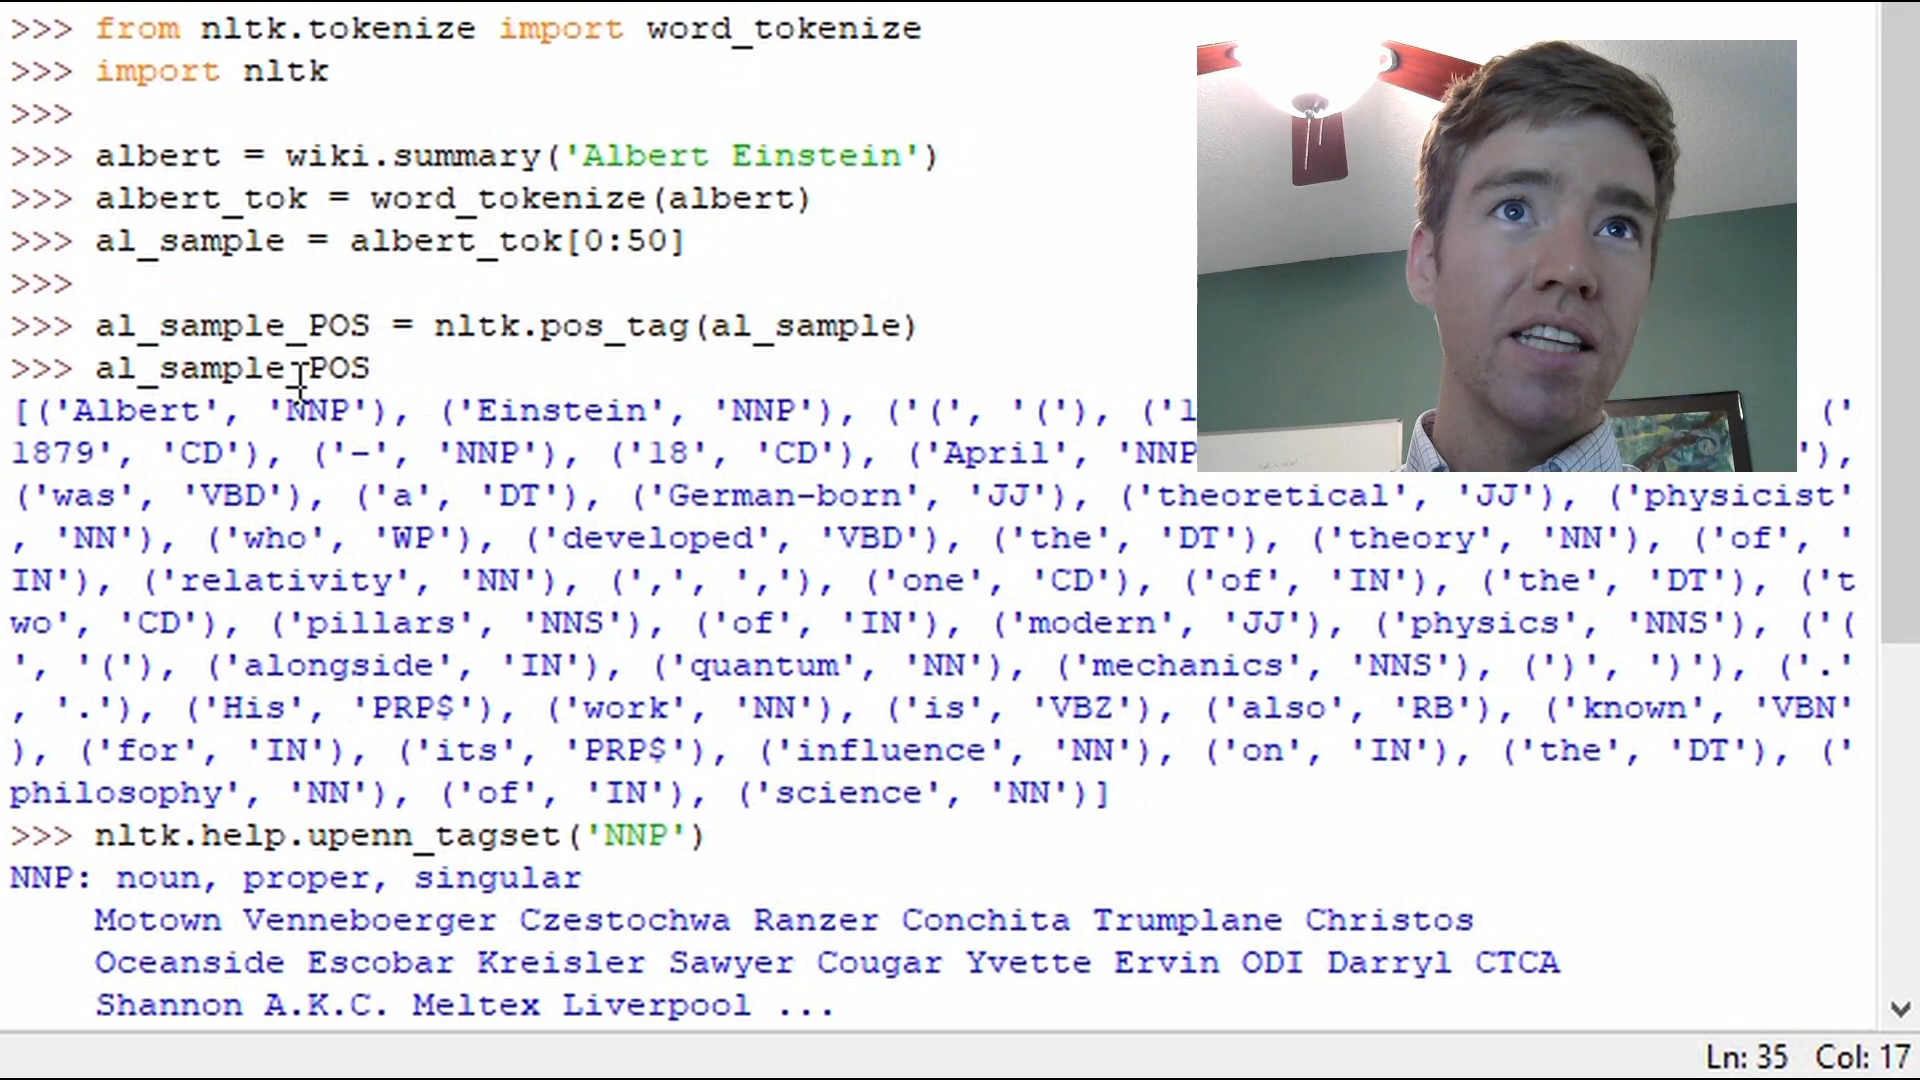 >>> from nltk.tokenize import word_tokenize
>>> import nltk
>>>
>>> albert = wiki.summary('Albert Einstein')
>>> albert_tok = word_tokenize(albert)
>>> al_sample = albert_tok[0:50]
>>>
>>> al_sample_POS = nltk.pos_tag(al_sample)
>>> al_sample_POS
[('Albert', 'NNP'), ('Einstein', 'NNP'), ('(', '('), ('1 ('
1879', 'CD'), ('-', 'NNP'), ('18', 'CD'), ('April', 'NNP '),
('was', 'VBD'), ('a', 'DT'), ('German-born', 'JJ'), ('theoretical', 'JJ'), ('physicist'
, 'NN'), ('who', 'WP'), ('developed', 'VBD'), ('the', 'DT'), ('theory', 'NN'), ('of', '
IN'), ('relativity', 'NN'), (',', ','), ('one', 'CD'), ('of', 'IN'), ('the', 'DT'), ('t
wo', 'CD'), ('pillars', 'NNS'), ('of', 'IN'), ('modern', 'JJ'), ('physics', 'NNS'), ('(
', '('), ('alongside', 'IN'), ('quantum', 'NN'), ('mechanics', 'NNS'), (')', ')'), ('.'
, '.'), ('His', 'PRP$'), ('work', 'NN'), ('is', 'VBZ'), ('also', 'RB'), ('known', 'VBN'
), ('for', 'IN'), ('its', 'PRP$'), ('influence', 'NN'), ('on', 'IN'), ('the', 'DT'), ('
philosophy', 'NN'), ('of', 'IN'), ('science', 'NN')]
>>> nltk.help.upenn_tagset('NNP')
NNP: noun, proper, singular
Motown Venneboerger Czestochwa Ranzer Conchita Trumplane Christos
Oceanside Escobar Kreisler Sawyer Cougar Yvette Ervin ODI Darryl CTCA
Shannon A.K.C. Meltex Liverpool ...
Ln: 35 Col: 17